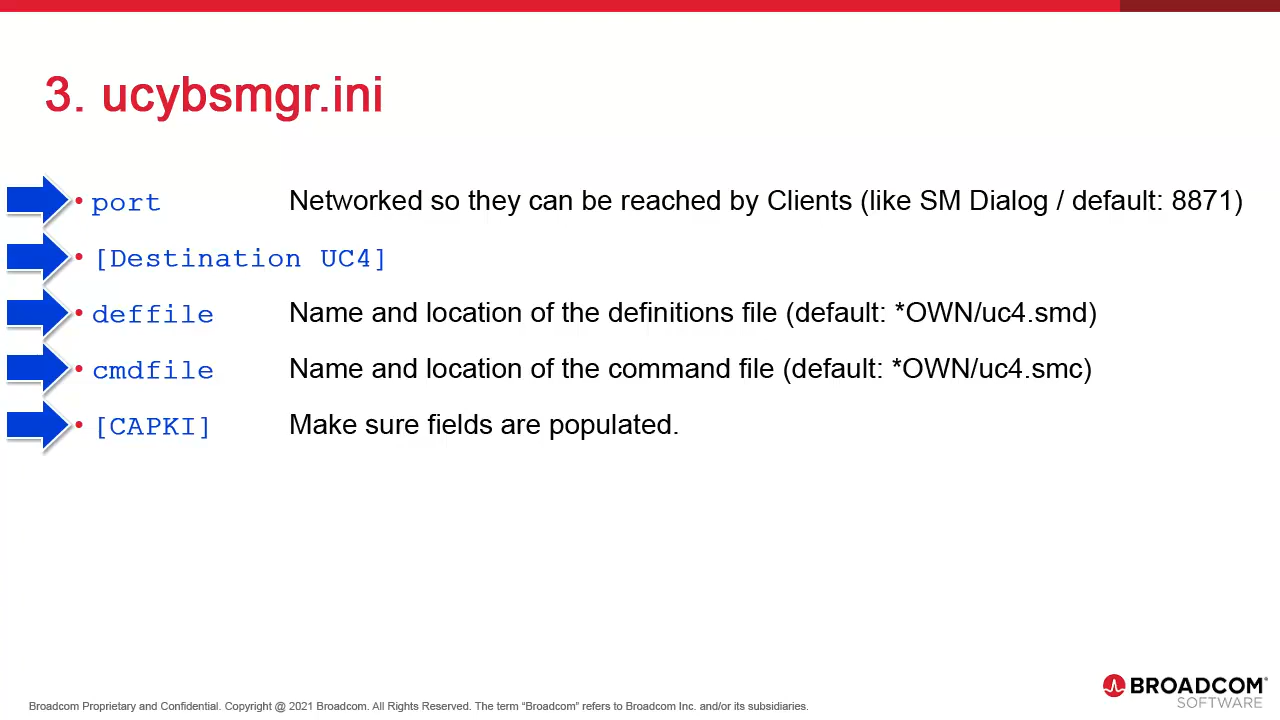 3. ucybsmgr.ini
• port Networked so they can be reached by Clients (like SM Dialog / default: 8871)
• [Destination UC4]
• deffile Name and location of the definitions file (default: *OWN/uc4.smd)
• cmdfile Name and location of the command file (default: *OWN/uc4.smc)
• [CAPKI] Make sure fields are populated.
BROADCOM®
SOFTWARE
Broadcom Proprietary and Confidential. Copyright @ 2021 Broadcom. All Rights Reserved. The term “Broadcom” refers to Broadcom Inc. and/or its subsidiaries.